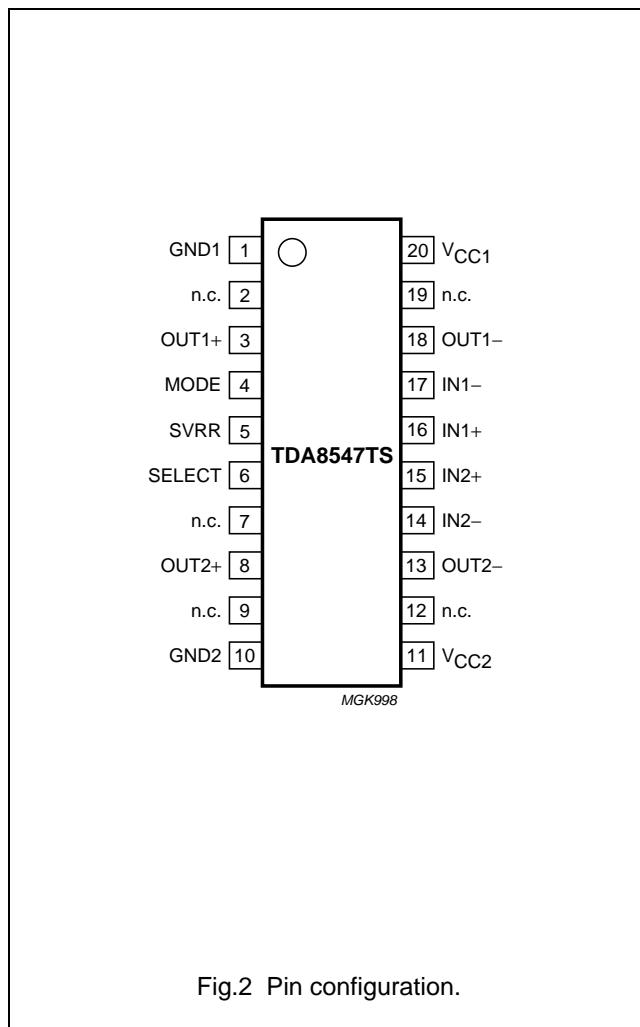 GND1 1 20 VCC1
n.c. 2 19 n.c.
OUT1+ 3 18 OUT1−
MODE 4 17 IN1−
SVRR 5 16 IN1+
TDA8547TS
SELECT 6 15 IN2+
n.c. 7 14 IN2−
OUT2+ 8 13 OUT2−
n.c. 9 12 n.c.
GND2 10 11 VCC2
MGK998
Fig.2 Pin configuration.